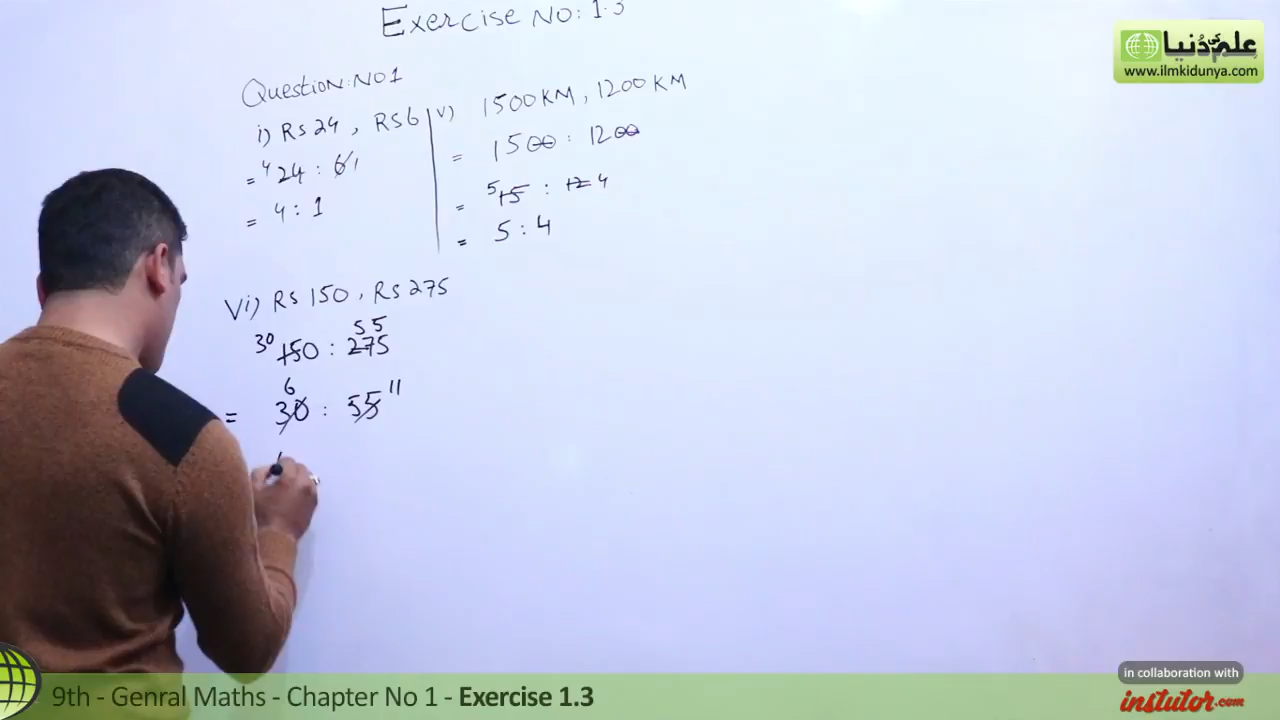 Exercise No: 1.3
Question: No 1
i) Rs 24 , Rs 6
= 4 24 : 6 1
= 4 : 1
v) 1500 KM , 1200 KM
= 1500 : 1200
= 5 15 : 12 4
= 5 : 4
Vi) Rs 150 , Rs 275
55
30 150 : 275
6 11
= 30 : 55
علم کی دُنیا
www.ilmkidunya.com
in collaboration with
instutor.com
9th - Genral Maths - Chapter No 1 - Exercise 1.3